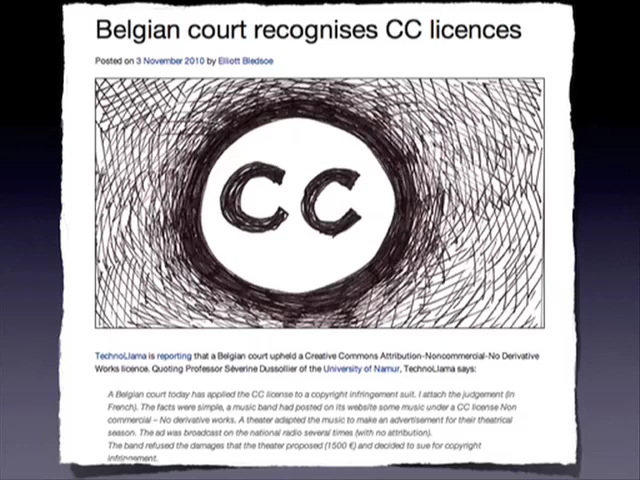 Belgian court recognises CC licences
Posted on 3 November 2010 by Elliott Bledsoe
CC
TechnoLlama is reporting that a Belgian court upheld a Creative Commons Attribution-Noncommercial-No Derivative
Works licence. Quoting Professor Séverine Dussollier of the University of Namur, TechnoLlama says:
A Belgian court today has applied the CC license to a copyright infringement suit. I attach the judgement (in
French). The facts were simple, a music band had posted on its website some music under a CC license Non
commercial – No derivative works. A theater adapted the music to make an advertisement for their theatrical
season. The ad was broadcast on the national radio several times (with no attribution).
The band refused the damages that the theater proposed (1500 €) and decided to sue for copyright
infringement.